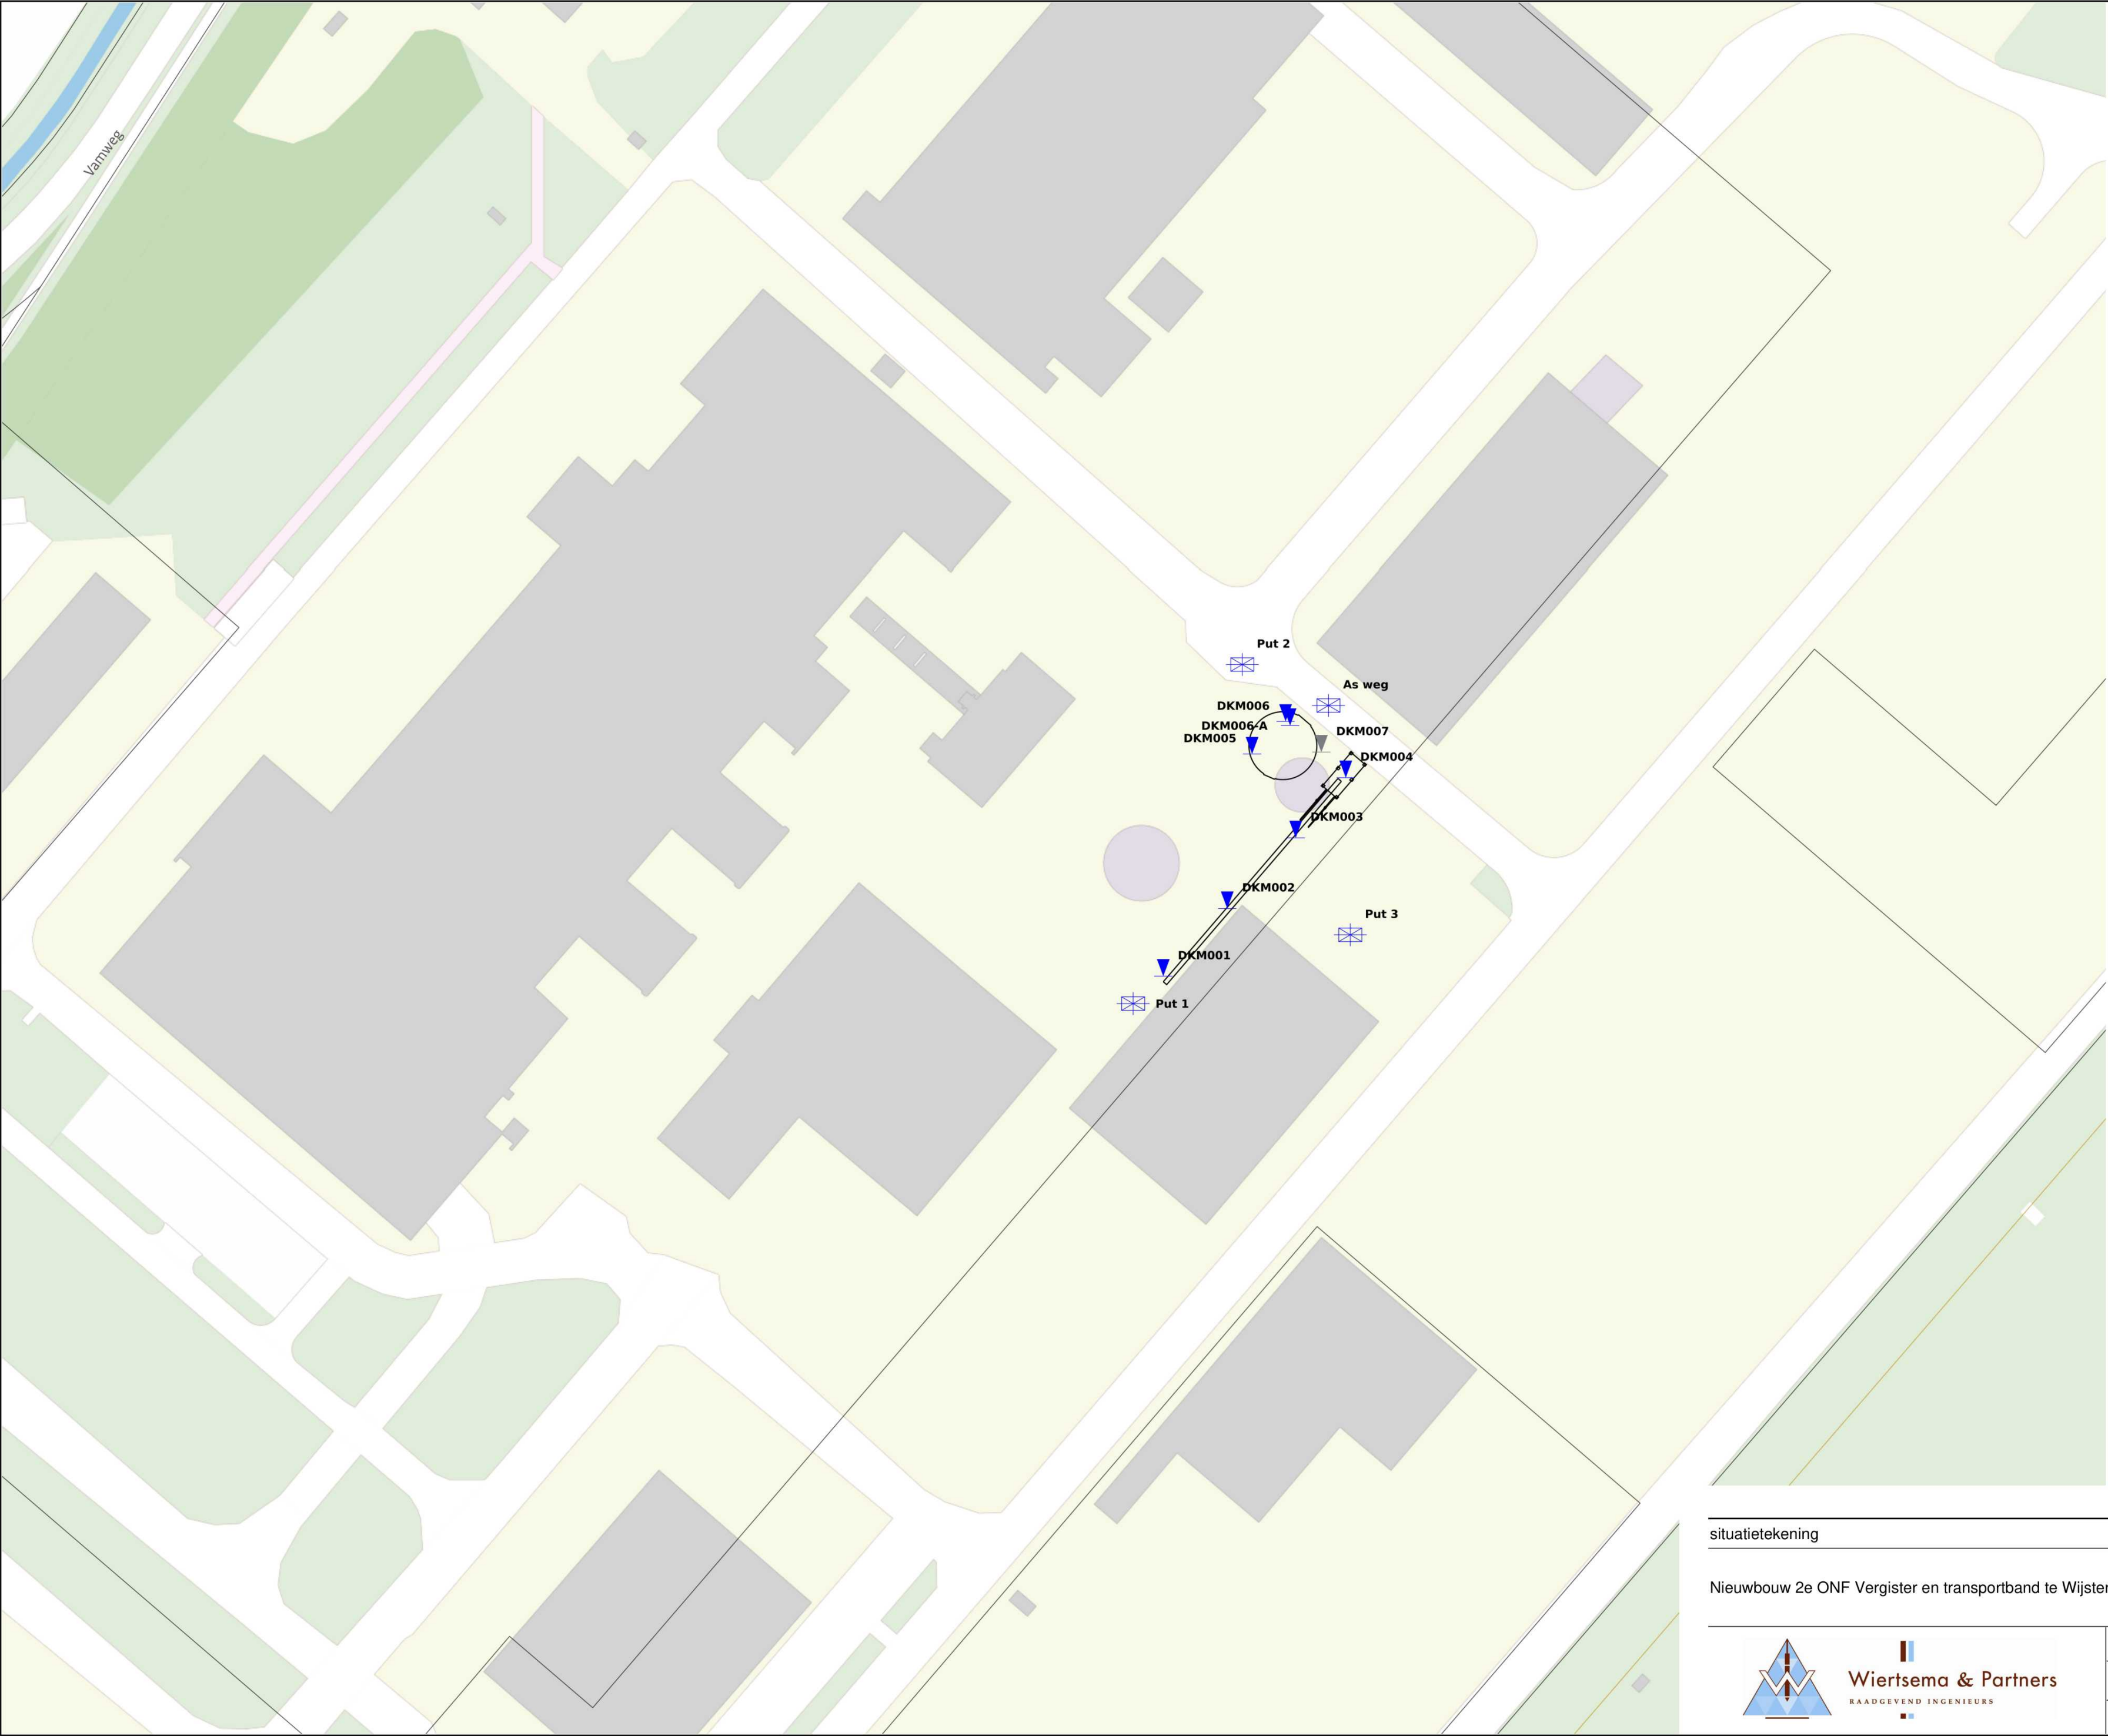 Vamweg
Put 2
As weg
DKM006
DKM006-A
DKM007
DKM005
DKM004
DKM003
DKM002
Put 3
DKM001
Put 1
situatietekening
Nieuwbouw 2e ONF Vergister en transportband te Wijster
Wiertsema & Partners
RAADGEVEND INGENIEURS